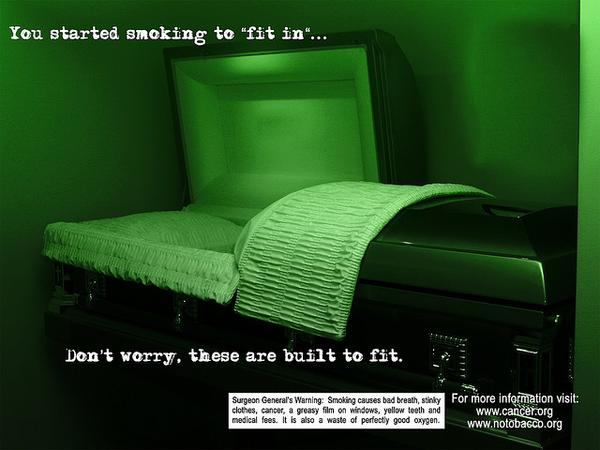 You started smoking to "fit in"...
Don't worry, these are built to fit.
Surgeon General's Warning: Smoking causes bad breath, stinky
clothes, cancer, a greasy film on windows, yellow teeth and
medical fees. It is also a waste of perfectly good oxygen.
For more information visit:
www.cancer.org
www.notobacco.org